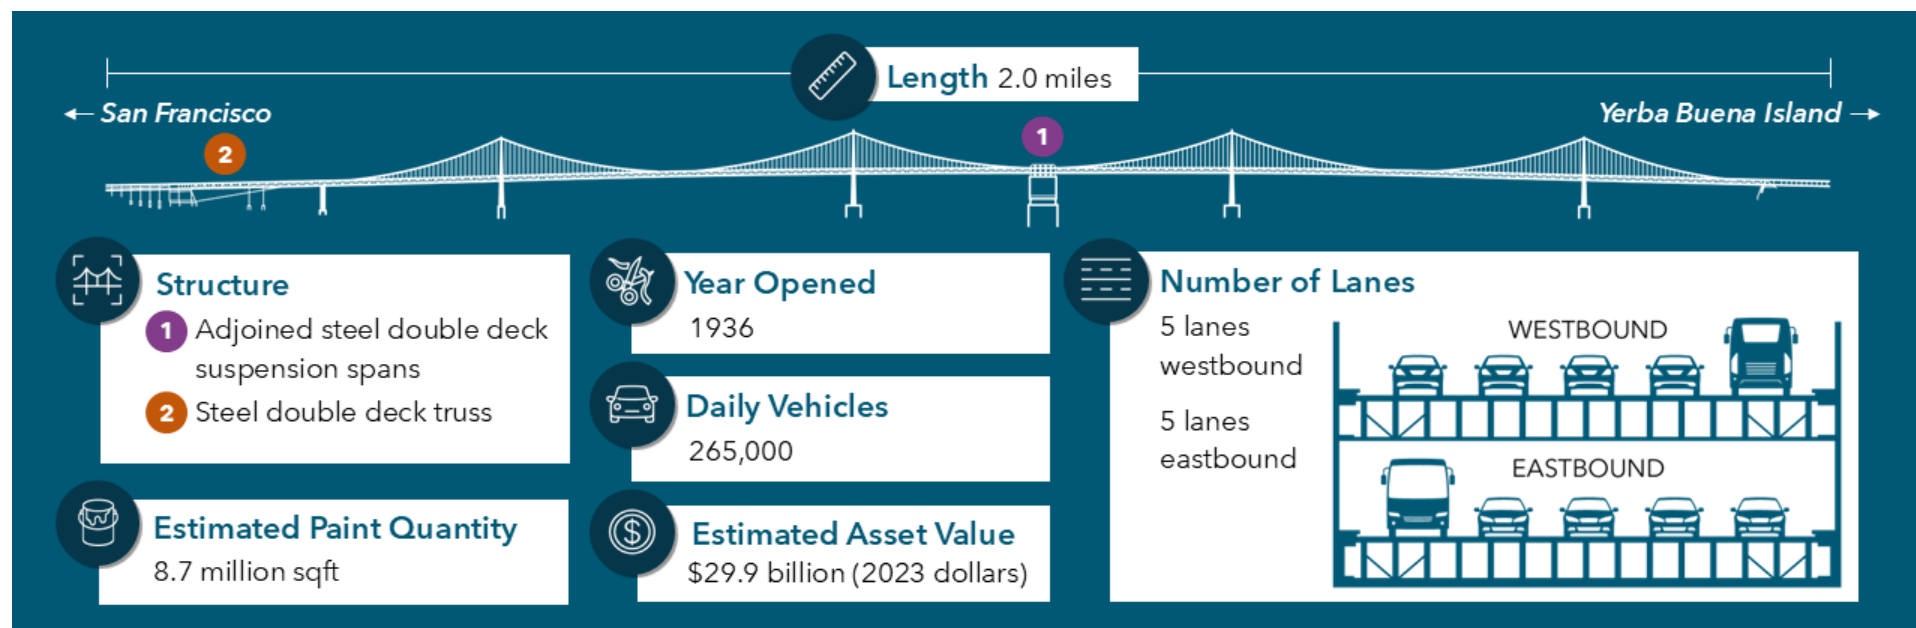 Length 2.0 miles
← San Francisco
Yerba Buena Island →
2
1
Structure
1 Adjoined steel double deck
suspension spans
2 Steel double deck truss
Estimated Paint Quantity
8.7 million sqft
Year Opened
1936
Daily Vehicles
265,000
Estimated Asset Value
$29.9 billion (2023 dollars)
Number of Lanes
5 lanes
westbound
5 lanes
eastbound
WESTBOUND
EASTBOUND